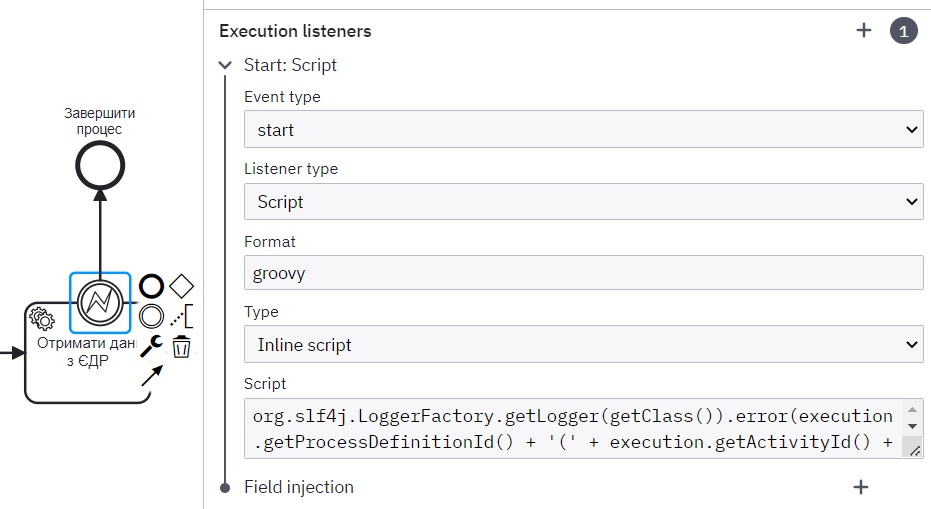 Завершити
процес
Отримати дан
з ЄДР
Execution listeners
1
Start: Script
Event type
start
Listener type
Script
Format
groovy
Type
Inline script
Script
org.slf4j.LoggerFactory.getLogger(getClass()).error(execution
.getProcessDefinitionId() + '(' + execution.getActivityId() +
Field injection